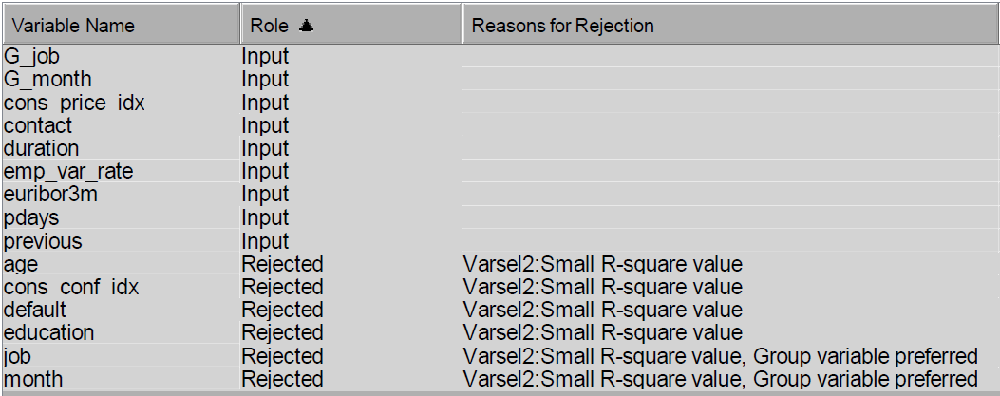 Variable Name Role ▲ Reasons for Rejection
G_job Input
G_month Input
cons_price_idx Input
contact Input
duration Input
emp_var_rate Input
euribor3m Input
pdays Input
previous Input
age Rejected Varsel2:Small R-square value
cons_conf_idx Rejected Varsel2:Small R-square value
default Rejected Varsel2:Small R-square value
education Rejected Varsel2:Small R-square value
job Rejected Varsel2:Small R-square value, Group variable preferred
month Rejected Varsel2:Small R-square value, Group variable preferred